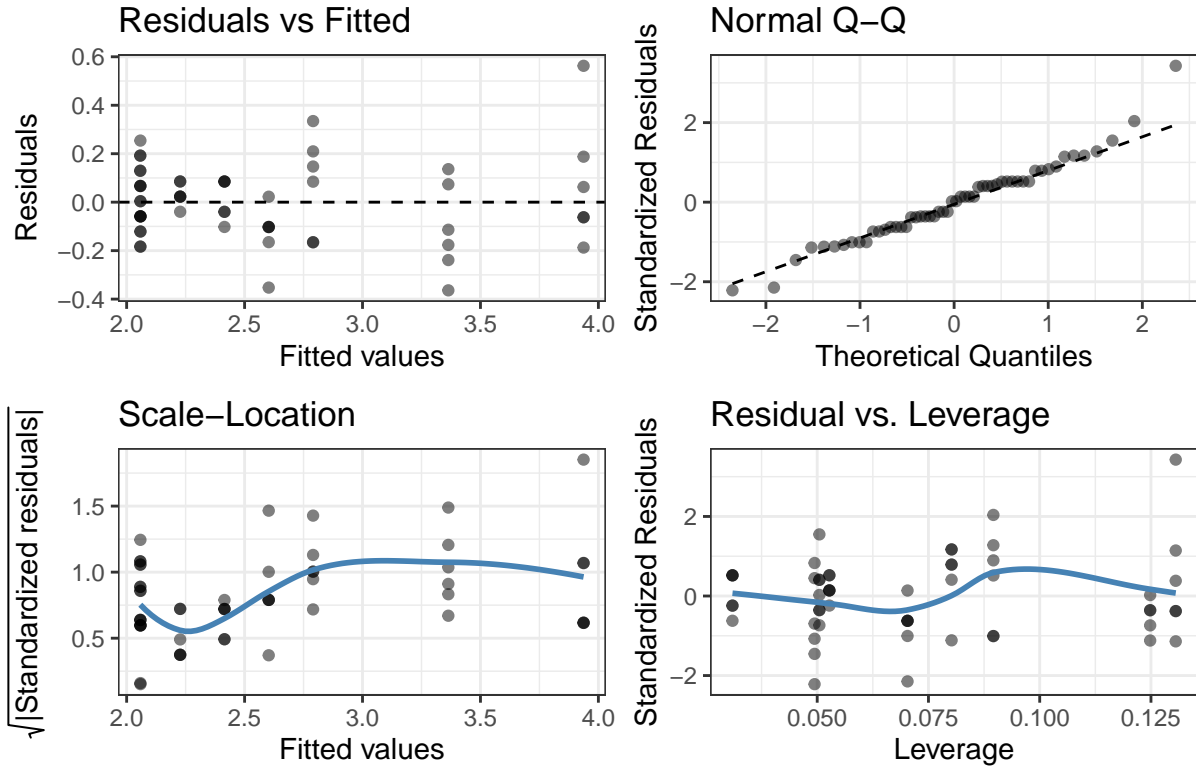 Residuals vs Fitted
Residuals
0.6
0.4
0.2
0.0
−0.2
−0.4
2.0 2.5 3.0 3.5 4.0
Fitted values
Normal Q−Q
Standardized Residuals
2
0
−2
−2 −1 0 1 2
Theoretical Quantiles
Scale−Location
√|Standardized residuals|
1.5
1.0
0.5
2.0 2.5 3.0 3.5 4.0
Fitted values
Residual vs. Leverage
Standardized Residuals
2
0
−2
0.050 0.075 0.100 0.125
Leverage